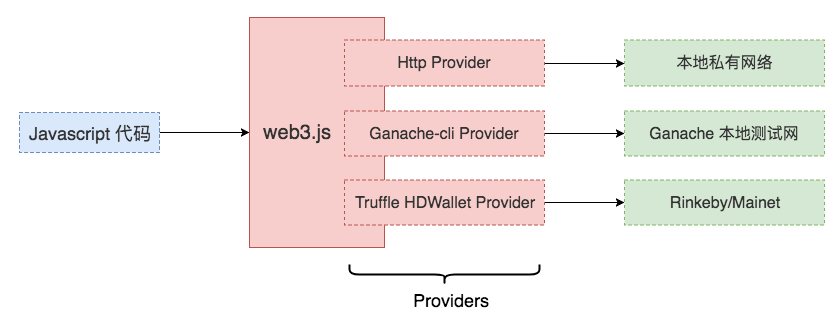 Javascript 代码
web3.js
Http Provider
本地私有网络
Ganache-cli Provider
Ganache 本地测试网
Truffle HDWallet Provider
Rinkeby/Mainet
Providers